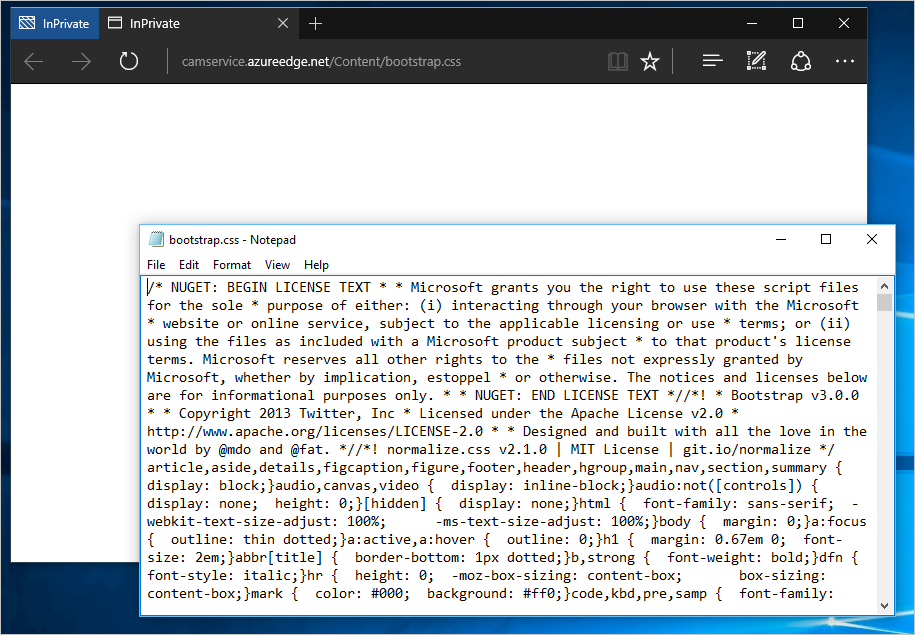 InPrivate InPrivate
camservice.azureedge.net/Content/bootstrap.css
bootstrap.css - Notepad
File Edit Format View Help
/* NUGET: BEGIN LICENSE TEXT * * Microsoft grants you the right to use these script files
for the sole * purpose of either: (i) interacting through your browser with the Microsoft
* website or online service, subject to the applicable licensing or use * terms; or (ii)
using the files as included with a Microsoft product subject * to that product's license
terms. Microsoft reserves all other rights to the * files not expressly granted by
Microsoft, whether by implication, estoppel * or otherwise. The notices and licenses below
are for informational purposes only. * * NUGET: END LICENSE TEXT *//*! * Bootstrap v3.0.0
* * Copyright 2013 Twitter, Inc * Licensed under the Apache License v2.0 *
http://www.apache.org/licenses/LICENSE-2.0 * * Designed and built with all the love in the
world by @mdo and @fat. *//*! normalize.css v2.1.0 | MIT License | git.io/normalize */
article,aside,details,figcaption,figure,footer,header,hgroup,main,nav,section,summary {
display: block;}audio,canvas,video {  display: inline-block;}audio:not([controls]) {
display: none;  height: 0;}[hidden] {  display: none;}html {  font-family: sans-serif;  -
webkit-text-size-adjust: 100%;      -ms-text-size-adjust: 100%;}body {  margin: 0;}a:focus
{  outline: thin dotted;}a:active,a:hover {  outline: 0;}h1 {  margin: 0.67em 0;  font-
size: 2em;}abbr[title] {  border-bottom: 1px dotted;}b,strong {  font-weight: bold;}dfn {
font-style: italic;}hr {  height: 0;  -moz-box-sizing: content-box;       box-sizing:
content-box;}mark {  color: #000;  background: #ff0;}code,kbd,pre,samp {  font-family: